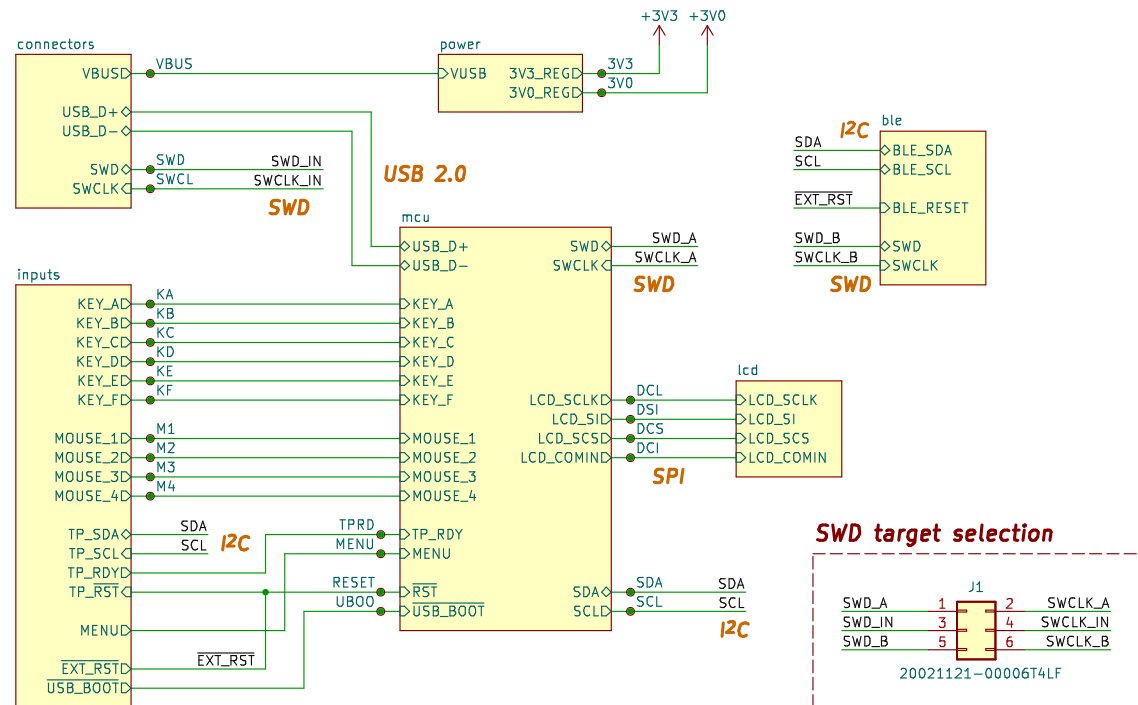 +3V3 +3V0
connectors
VBUS
USB_D+
USB_D-
SWD
SWCLK
VBUS
SWD
SWCL
SWD_IN
SWCLK_IN
SWD
power
VUSB
3V3_REG
3V0_REG
3V3
3V0
USB 2.0
ble
I²C
SDA
SCL
EXT_RST
SWD_B
SWCLK_B
SWD
BLE_SDA
BLE_SCL
BLE_RESET
SWD
SWCLK
inputs
KEY_A
KEY_B
KEY_C
KEY_D
KEY_E
KEY_F
MOUSE_1
MOUSE_2
MOUSE_3
MOUSE_4
TP_SDA
TP_SCL
TP_RDY
TP_RST
MENU
EXT_RST
USB_BOOT
KA
KB
KC
KD
KE
KF
M1
M2
M3
M4
SDA
SCL
I²C
TPRD
MENU
RESET
UBOO
EXT_RST
mcu
USB_D+
USB_D-
KEY_A
KEY_B
KEY_C
KEY_D
KEY_E
KEY_F
MOUSE_1
MOUSE_2
MOUSE_3
MOUSE_4
TP_RDY
MENU
RST
USB_BOOT
SWD
SWCLK
LCD_SCLK
LCD_SI
LCD_SCS
LCD_COMIN
SDA
SCL
SWD_A
SWCLK_A
SWD
DCL
DSI
DCS
DCI
SPI
SDA
SCL
SDA
SCL
I²C
lcd
LCD_SCLK
LCD_SI
LCD_SCS
LCD_COMIN
SWD target selection
J1
SWD_A 1 2 SWCLK_A
SWD_IN 3 4 SWCLK_IN
SWD_B 5 6 SWCLK_B
20021121-00006T4LF